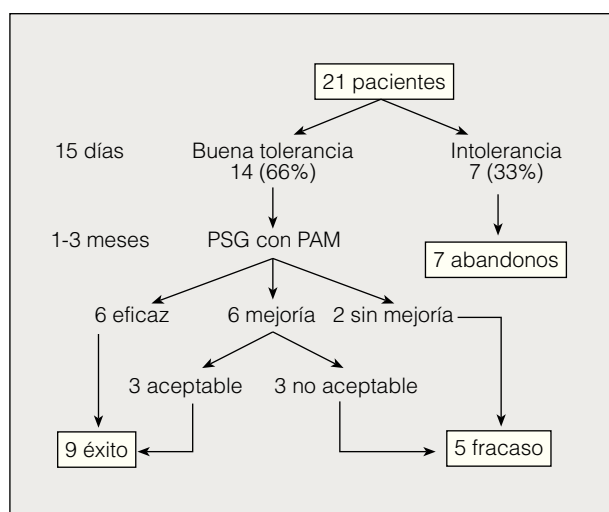 21 pacientes
15 días
Buena tolerancia
14 (66%)
Intolerancia
7 (33%)
1-3 meses
PSG con PAM
7 abandonos
6 eficaz
6 mejoría
2 sin mejoría
3 aceptable
3 no aceptable
9 éxito
5 fracaso